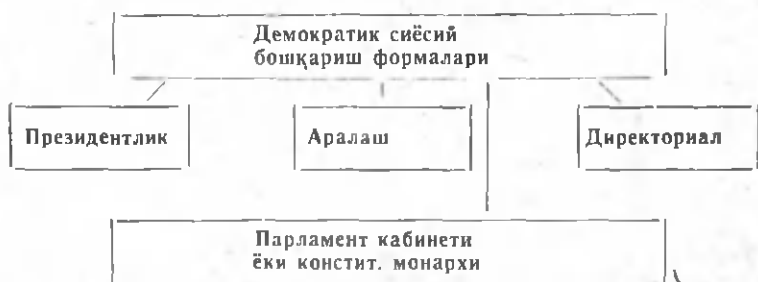 Демократик сиёсий
бошқариш формалари
Президентлик
Аралаш
Директориал
Парламент кабинети
ёки констит. монархи